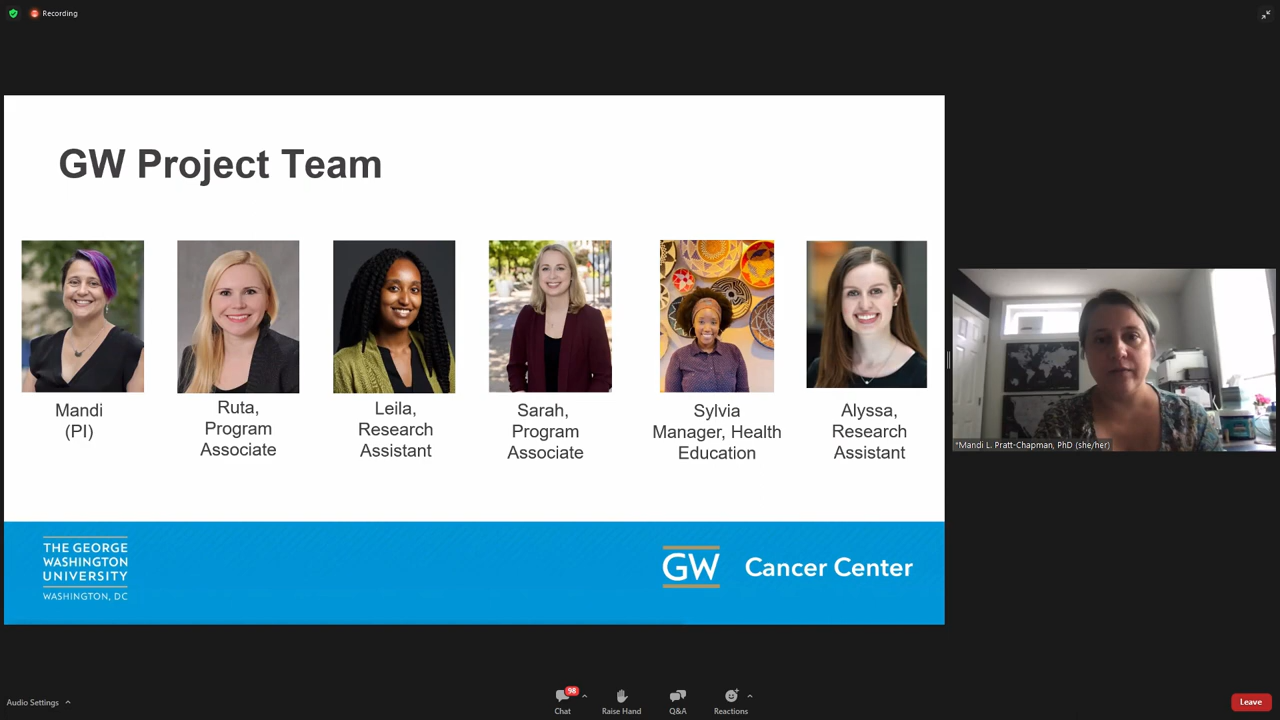 Recording
GW Project Team
Mandi
(PI)
Ruta,
Program
Associate
Leila,
Research
Assistant
Sarah,
Program
Associate
Sylvia
Manager, Health
Education
Alyssa,
Research
Assistant
*Mandi L. Pratt-Chapman, PhD (she/her)
THE GEORGE
WASHINGTON
UNIVERSITY
WASHINGTON, DC
GW
Cancer Center
Audio Settings
98
Chat
Raise Hand
Q&A
Reactions
Leave